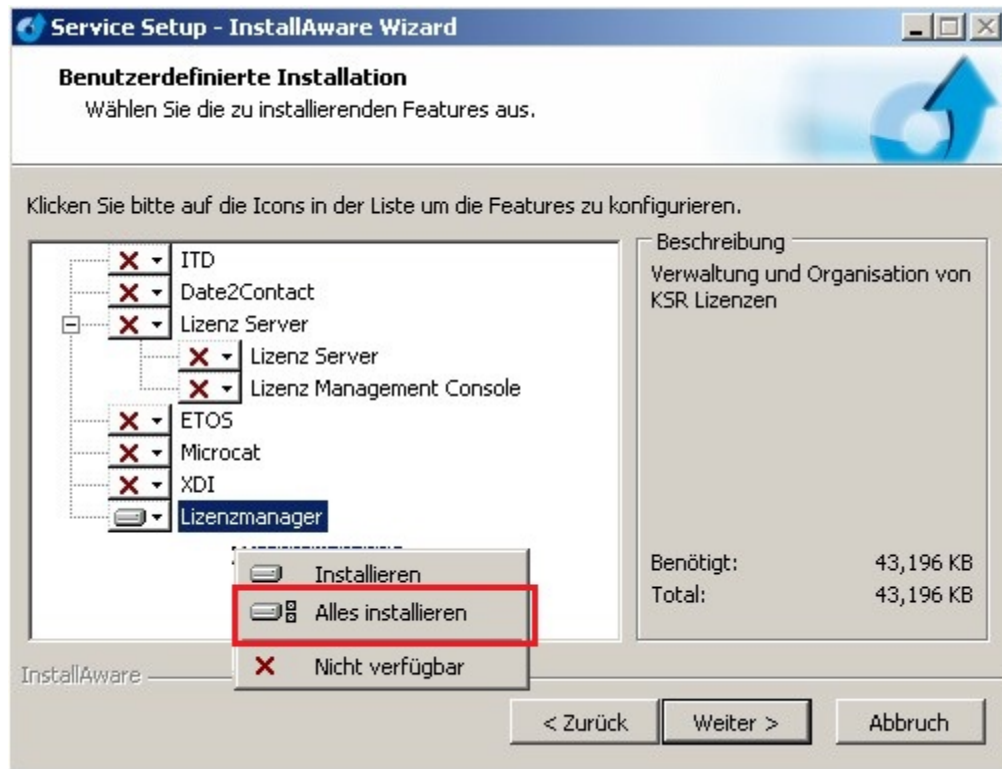 Service Setup - InstallAware Wizard
Benutzerdefinierte Installation
Wählen Sie die zu installierenden Features aus.
Klicken Sie bitte auf die Icons in der Liste um die Features zu konfigurieren.
ITD
Date2Contact
Lizenz Server
Lizenz Server
Lizenz Management Console
ETOS
Microcat
XDI
Lizenzmanager
Installieren
Alles installieren
Nicht verfügbar
Beschreibung
Verwaltung und Organisation von
KSR Lizenzen
Benötigt: 43,196 KB
Total: 43,196 KB
InstallAware
< Zurück
Weiter >
Abbruch